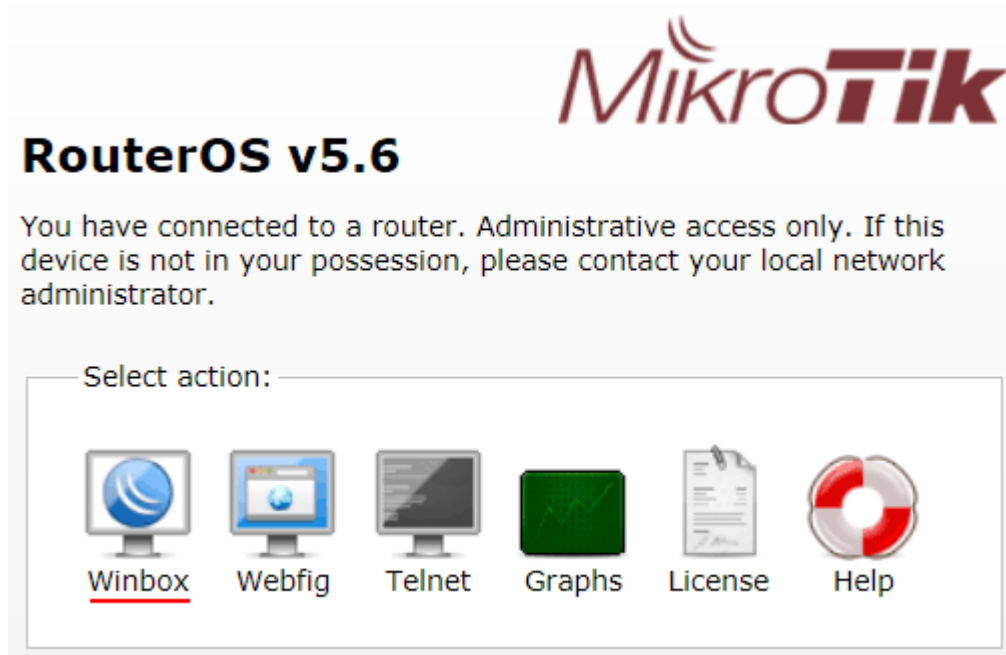 MikroTik
RouterOS v5.6
You have connected to a router. Administrative access only. If this
device is not in your possession, please contact your local network
administrator.
Select action:
Winbox Webfig Telnet Graphs License Help